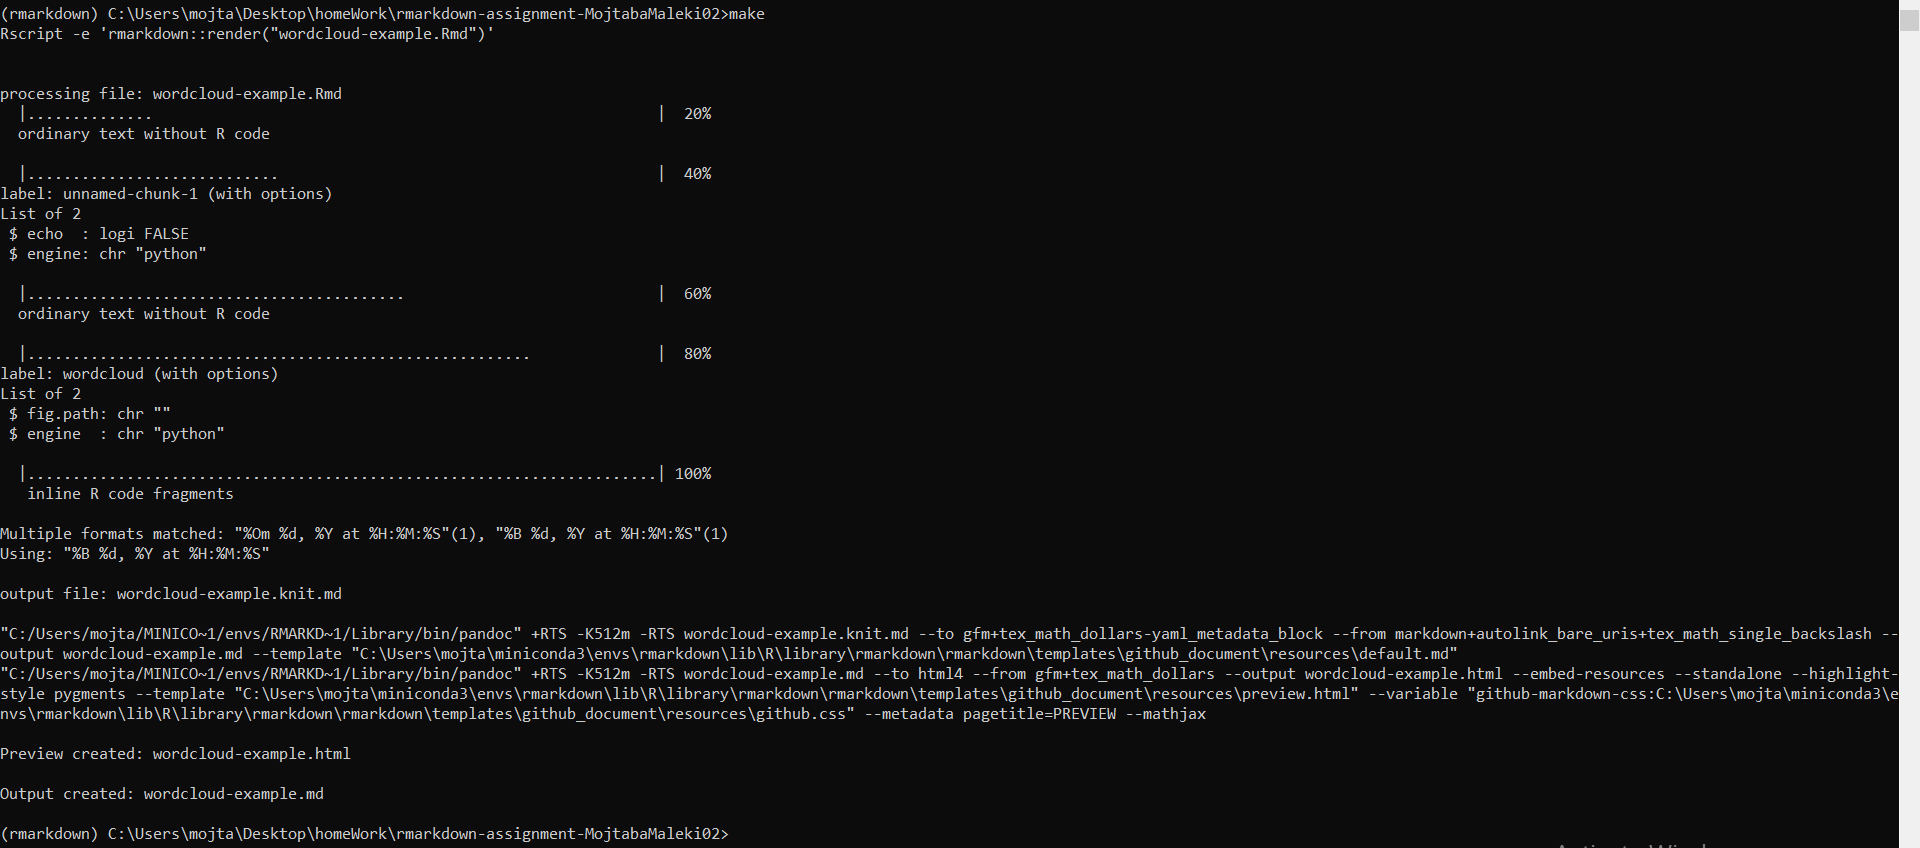 (rmarkdown) C:\Users\mojta\Desktop\homeWork\rmarkdown-assignment-MojtabaMaleki02>make
Rscript -e 'rmarkdown::render("wordcloud-example.Rmd")'
processing file: wordcloud-example.Rmd
  |..............                                                        |  20%
  ordinary text without R code
  |............................                                          |  40%
label: unnamed-chunk-1 (with options)
List of 2
 $ echo  : logi FALSE
 $ engine: chr "python"
  |..........................................                            |  60%
  ordinary text without R code
  |........................................................              |  80%
label: wordcloud (with options)
List of 2
 $ fig.path: chr ""
 $ engine  : chr "python"
  |......................................................................| 100%
   inline R code fragments
Multiple formats matched: "%Om %d, %Y at %H:%M:%S"(1), "%B %d, %Y at %H:%M:%S"(1)
Using: "%B %d, %Y at %H:%M:%S"
output file: wordcloud-example.knit.md
"C:/Users/mojta/MINICO~1/envs/RMARKD~1/Library/bin/pandoc" +RTS -K512m -RTS wordcloud-example.knit.md --to gfm+tex_math_dollars-yaml_metadata_block --from markdown+autolink_bare_uris+tex_math_single_backslash --
output wordcloud-example.md --template "C:\Users\mojta\miniconda3\envs\rmarkdown\lib\R\library\rmarkdown\rmarkdown\templates\github_document\resources\default.md"
"C:/Users/mojta/MINICO~1/envs/RMARKD~1/Library/bin/pandoc" +RTS -K512m -RTS wordcloud-example.md --to html4 --from gfm+tex_math_dollars --output wordcloud-example.html --embed-resources --standalone --highlight-
style pygments --template "C:\Users\mojta\miniconda3\envs\rmarkdown\lib\R\library\rmarkdown\rmarkdown\templates\github_document\resources\preview.html" --variable "github-markdown-css:C:\Users\mojta\miniconda3\e
nvs\rmarkdown\lib\R\library\rmarkdown\rmarkdown\templates\github_document\resources\github.css" --metadata pagetitle=PREVIEW --mathjax
Preview created: wordcloud-example.html
Output created: wordcloud-example.md
(rmarkdown) C:\Users\mojta\Desktop\homeWork\rmarkdown-assignment-MojtabaMaleki02>